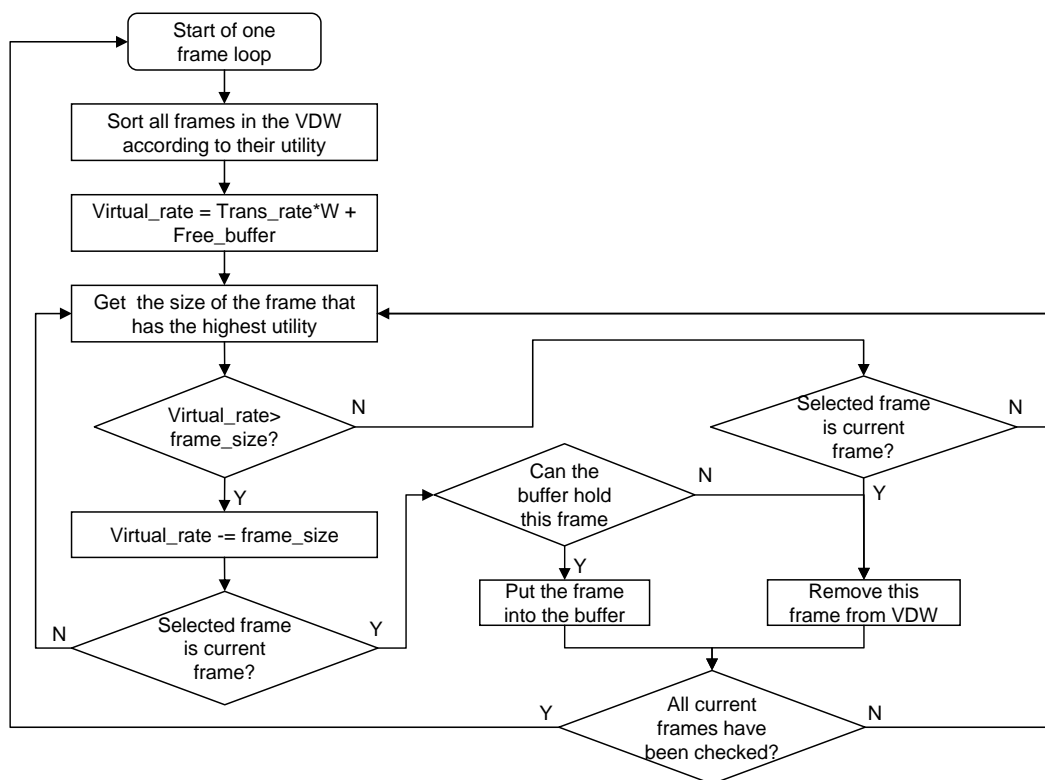 Start of one
frame loop
Sort all frames in the VDW
according to their utility
Virtual_rate = Trans_rate*W +
Free_buffer
Get  the size of the frame that
has the highest utility
Virtual_rate>
frame_size?
N
Y
Selected frame
is current
frame?
N
Y
Can the
buffer hold
this frame
N
Y
Virtual_rate -= frame_size
Put the frame
into the buffer
Remove this
frame from VDW
Selected frame
is current
frame?
N
Y
All current
frames have
been checked?
Y
N